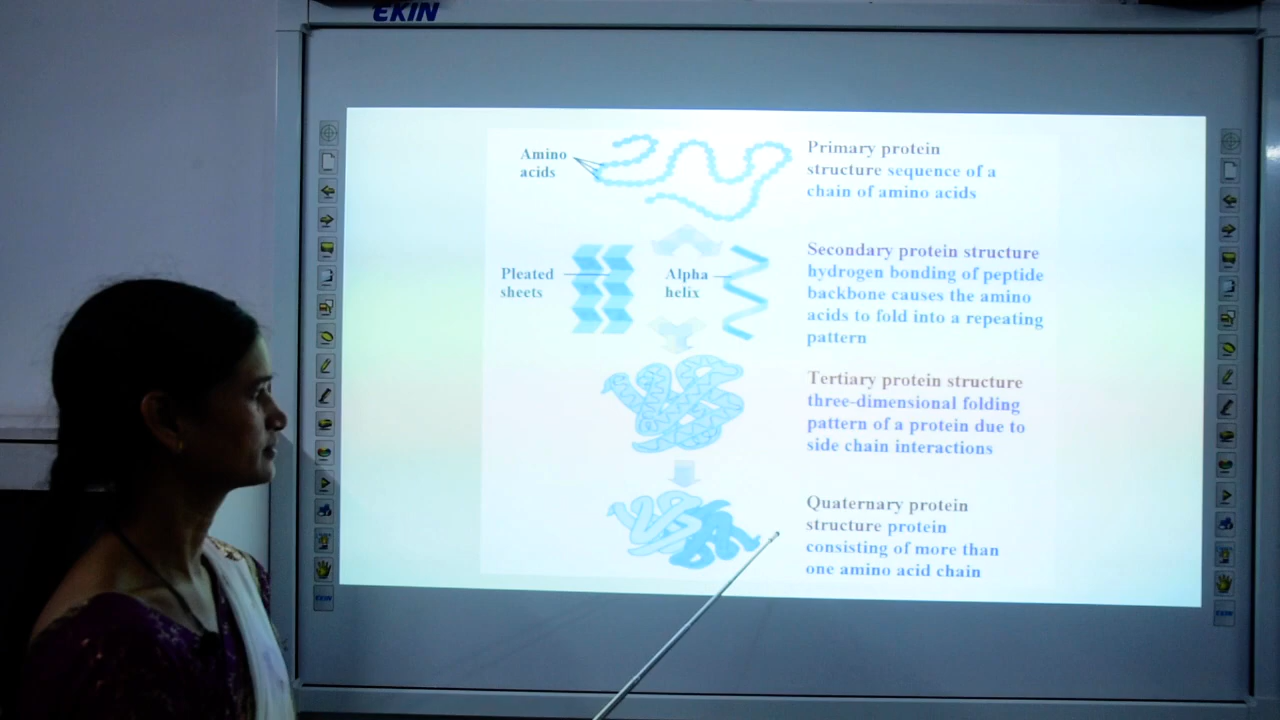 EKIN
Amino
acids
Primary protein
structure sequence of a
chain of amino acids
Pleated
sheets
Alpha
helix
Secondary protein structure
hydrogen bonding of peptide
backbone causes the amino
acids to fold into a repeating
pattern
Tertiary protein structure
three-dimensional folding
pattern of a protein due to
side chain interactions
Quaternary protein
structure protein
consisting of more than
one amino acid chain
EKIN
EKIN